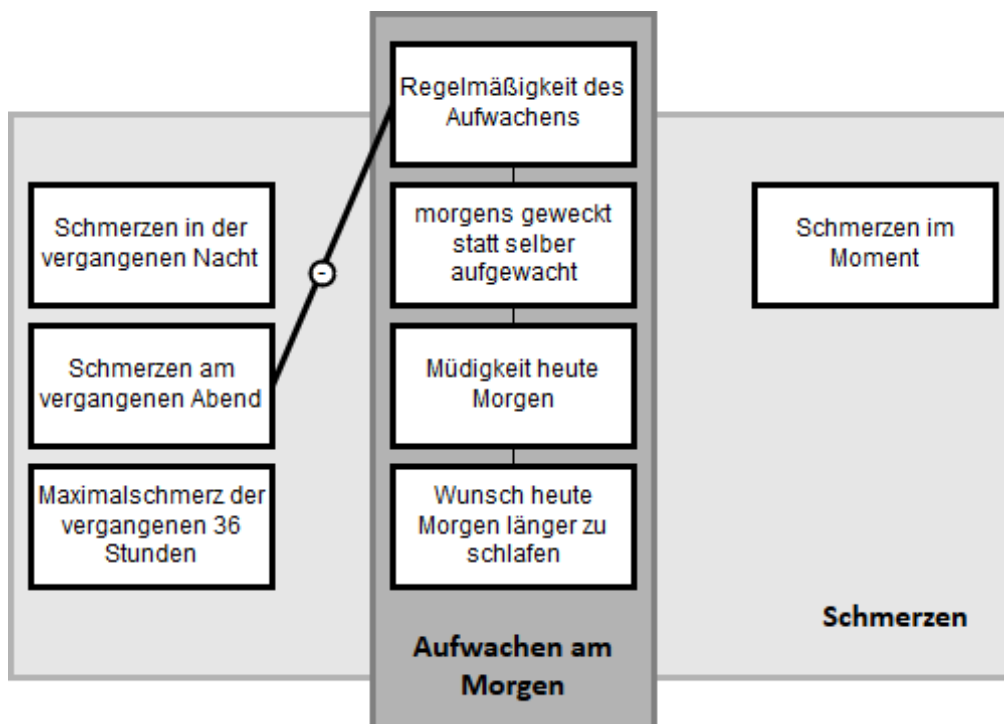 Regelmäßigkeit des
Aufwachens
Schmerzen in der
vergangenen Nacht
morgens geweckt
statt selber
aufgewacht
Schmerzen im
Moment
-
Schmerzen am
vergangenen Abend
Müdigkeit heute
Morgen
Maximalschmerz der
vergangenen 36
Stunden
Wunsch heute
Morgen länger zu
schlafen
Schmerzen
Aufwachen am
Morgen